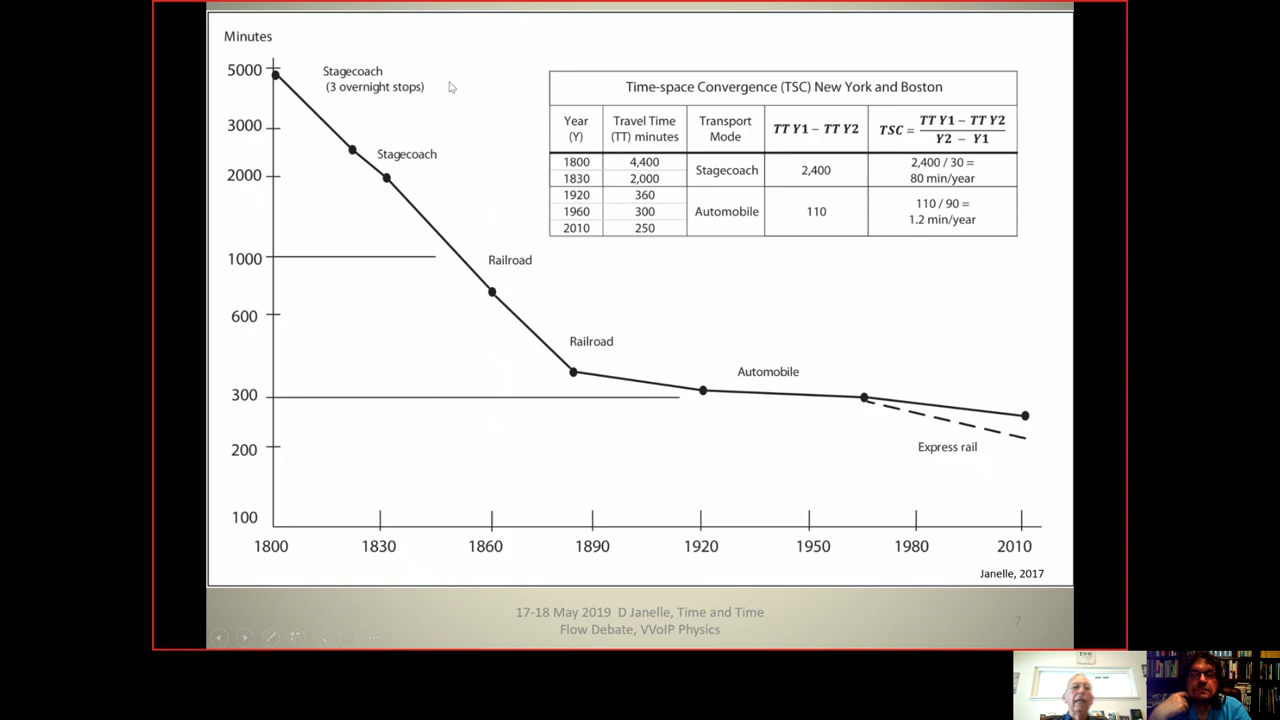 Minutes
5000
Stagecoach
(3 overnight stops)
3000
Stagecoach
2000
1000
Railroad
600
Railroad
Automobile
300
Express rail
200
100
1800 1830 1860 1890 1920 1950 1980 2010
Janelle, 2017
Time-space Convergence (TSC) New York and Boston
Year (Y) Travel Time (TT) minutes Transport Mode TT Y1 − TT Y2 TSC = TT Y1 − TT Y2 / Y2 − Y1
1800 4,400 Stagecoach 2,400 2,400 / 30 =
1830 2,000 80 min/year
1920 360
1960 300 Automobile 110 110 / 90 =
2010 250 1.2 min/year
17-18 May 2019 D Janelle, Time and Time
Flow Debate, VVoIP Physics
7